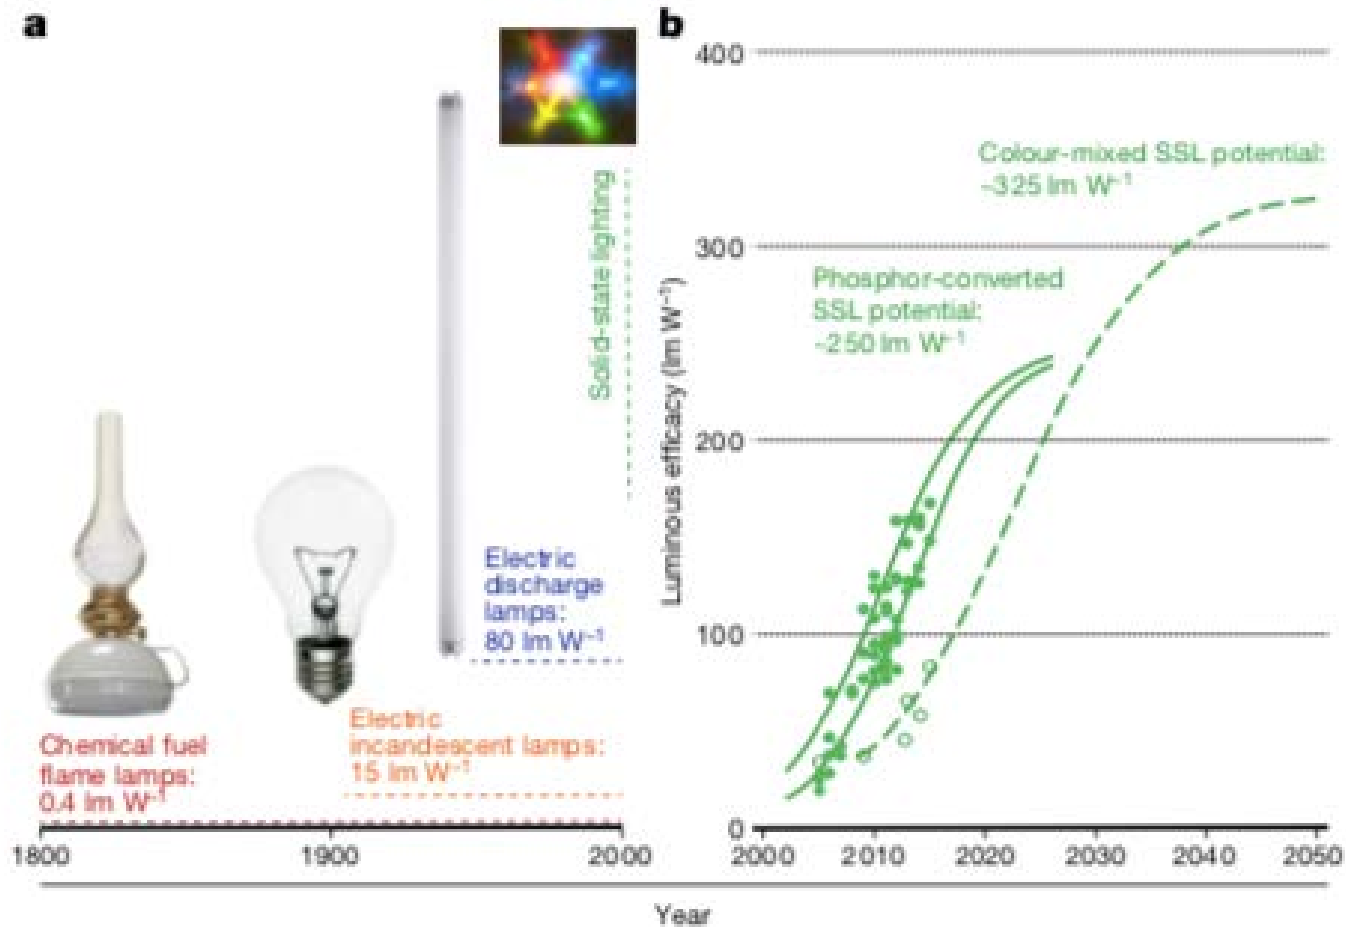 a
Solid-state lighting
Electric
discharge
lamps:
80 lm W⁻¹
Electric
incandescent lamps:
15 lm W⁻¹
Chemical fuel
flame lamps:
0.4 lm W⁻¹
1800 1900 2000
b
Luminous efficacy (lm W⁻¹)
400
Colour-mixed SSL potential:
~325 lm W⁻¹
300
Phosphor-converted
SSL potential:
~250 lm W⁻¹
200
100
0
2000 2010 2020 2030 2040 2050
Year